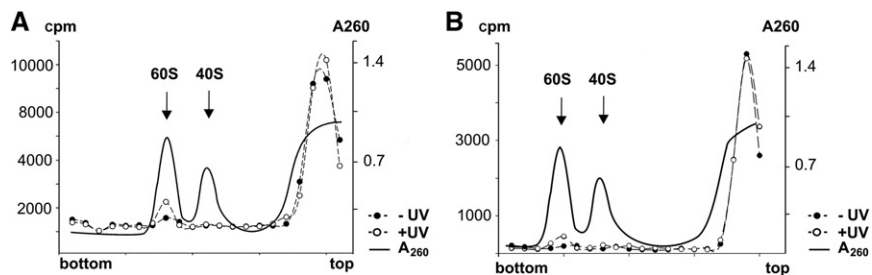 A cpm A260
10000
8000
4000
2000
60S 40S
1.4
0.7
- UV
+UV
A260
bottom top
B cpm A260
5000
3000
1000
60S 40S
1.4
0.7
- UV
+UV
A260
bottom top